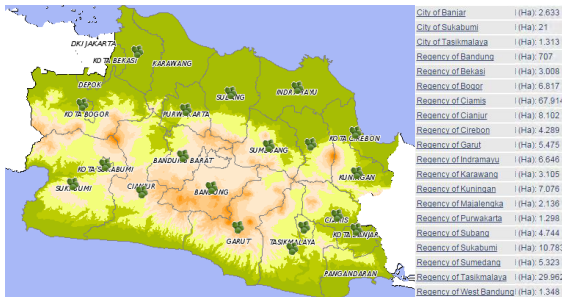 DKI JAKARTA
KOTA BEKASI
KARAWANG
DEPOK
SUBANG
INDRAMAYU
KOTA BOGOR
PURWAKARTA
SUMEDANG
KOTA CIREBON
BANDUNG BARAT
KOTA SUKABUMI
KUNINGAN
SUKABUMI
CIANJUR
BANDUNG
CIAMIS
GARUT
TASIKMALAYA
KOTA BANJAR
PANGANDARAN
City of Banjar | (Ha): 2.633
City of Sukabumi | (Ha): 21
City of Tasikmalaya | (Ha): 1.313
Regency of Bandung | (Ha): 707
Regency of Bekasi | (Ha): 3.008
Regency of Bogor | (Ha): 6.817
Regency of Ciamis | (Ha): 67.914
Regency of Cianjur | (Ha): 8.102
Regency of Cirebon | (Ha): 4.289
Regency of Garut | (Ha): 5.475
Regency of Indramayu | (Ha): 6.646
Regency of Karawang | (Ha): 3.105
Regency of Kuningan | (Ha): 7.076
Regency of Majalengka | (Ha): 2.136
Regency of Purwakarta | (Ha): 1.298
Regency of Subang | (Ha): 4.744
Regency of Sukabumi | (Ha): 10.783
Regency of Sumedang | (Ha): 5.323
Regency of Tasikmalaya | (Ha): 29.962
Regency of West Bandung | (Ha): 1.348